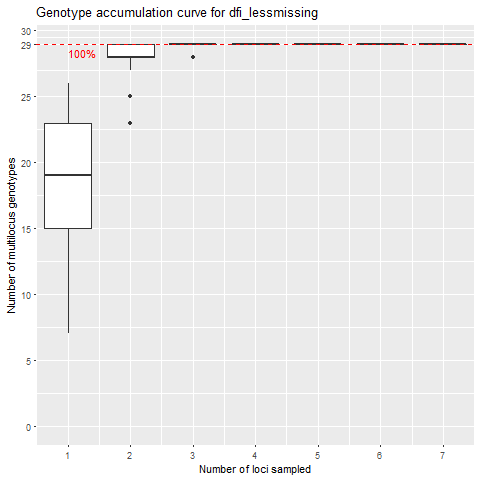 Genotype accumulation curve for dfi_lessmissing
30
29
100%
25
20
15
10
5
0
Number of multilocus genotypes
1 2 3 4 5 6 7
Number of loci sampled